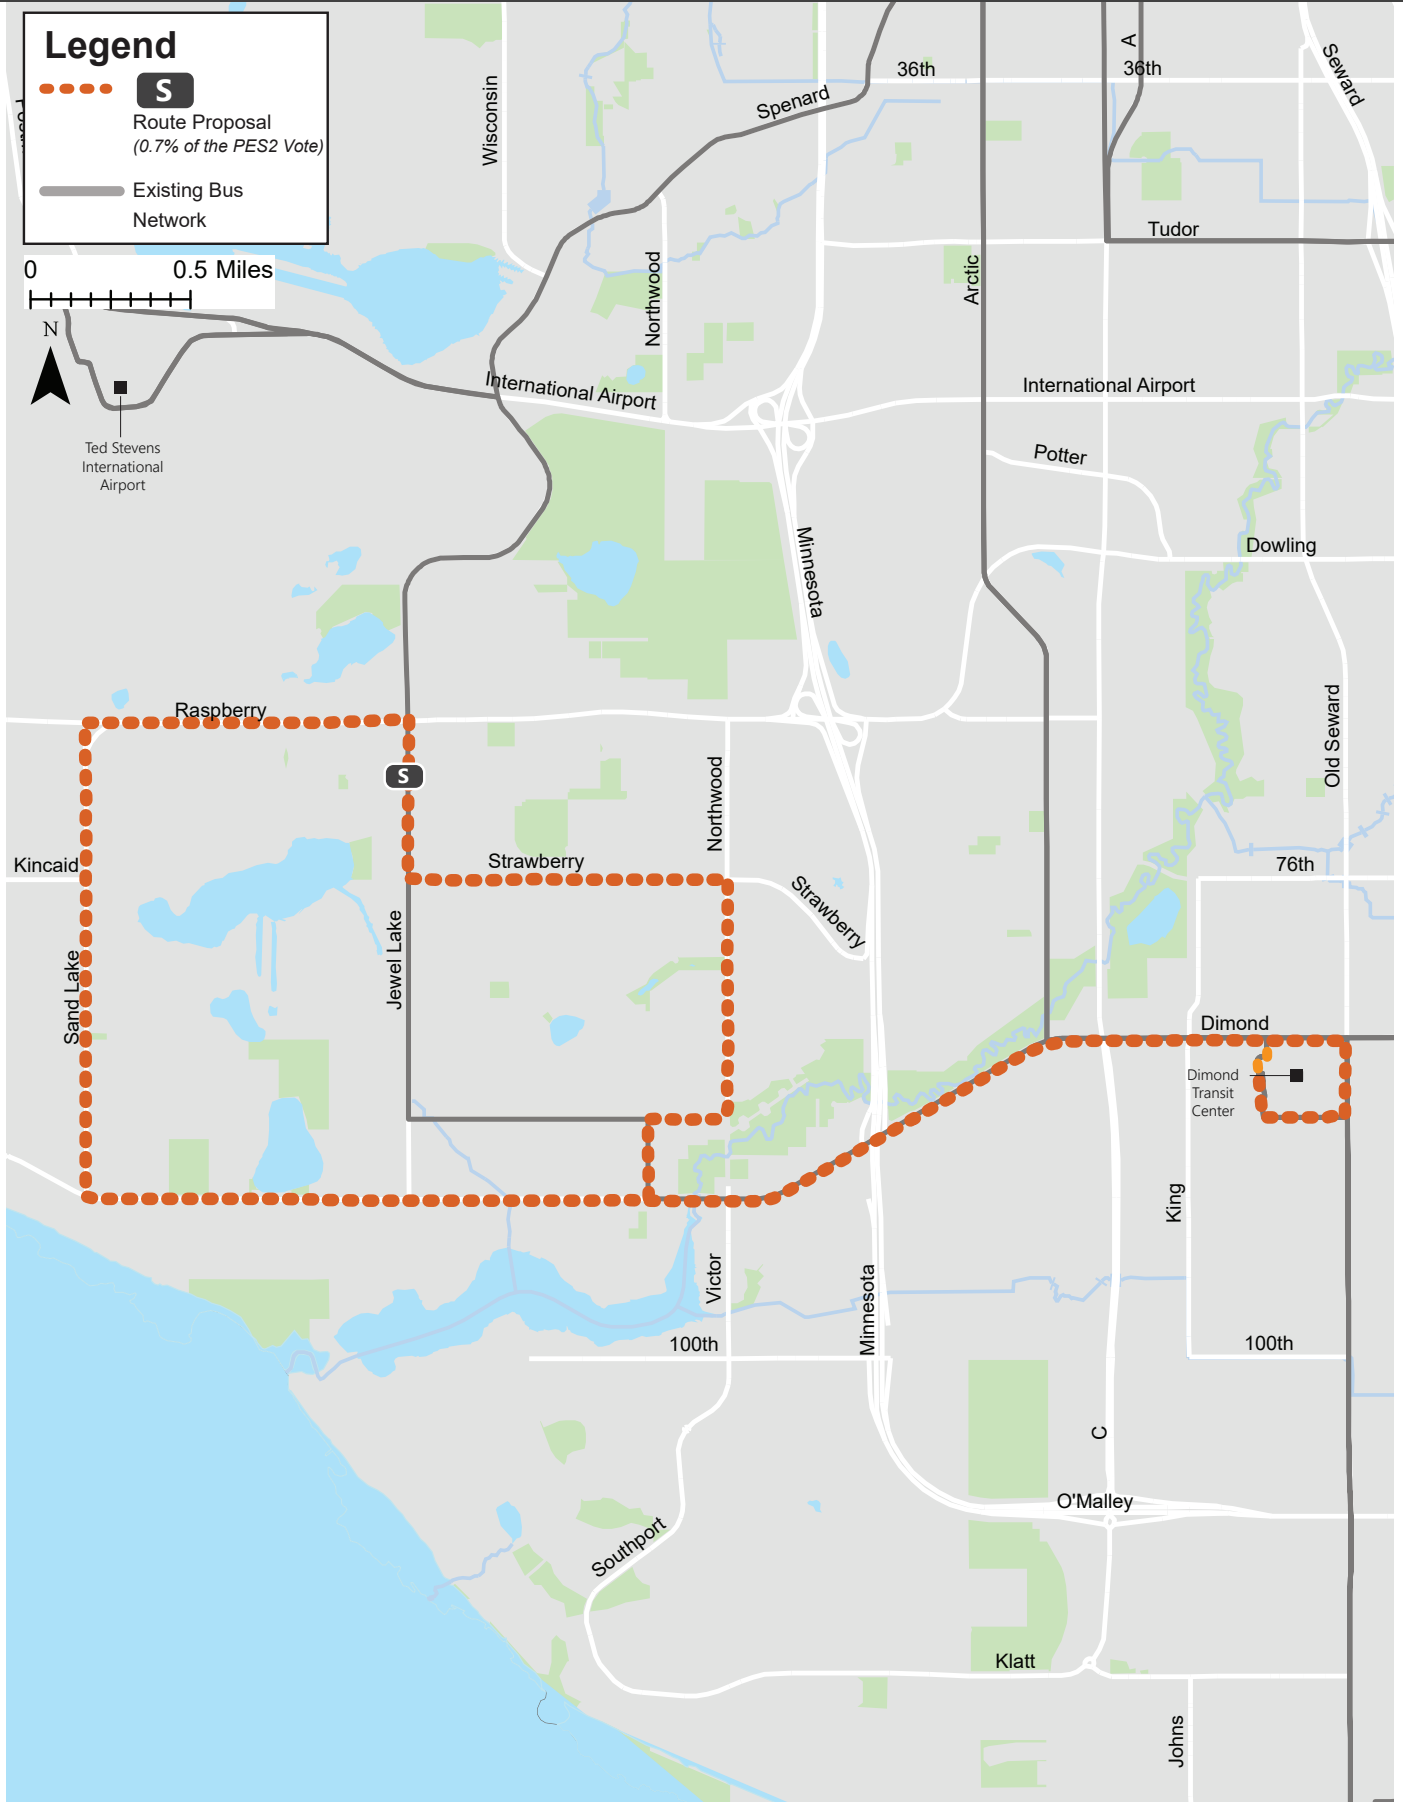 Legend
S
Route Proposal
(0.7% of the PES2 Vote)
Existing Bus
Network
0 0.5 Miles
N
Ted Stevens
International
Airport
Wisconsin
Spenard
36th
A
36th
Seward
Tudor
Northwood
Arctic
International Airport
International Airport
Potter
Minnesota
Dowling
Raspberry
S
Northwood
Old Seward
Kincaid
Strawberry
Strawberry
76th
Sand Lake
Jewel Lake
Dimond
Dimond
Transit
Center
King
Victor
Minnesota
100th
100th
C
O'Malley
Southport
Klatt
Johns